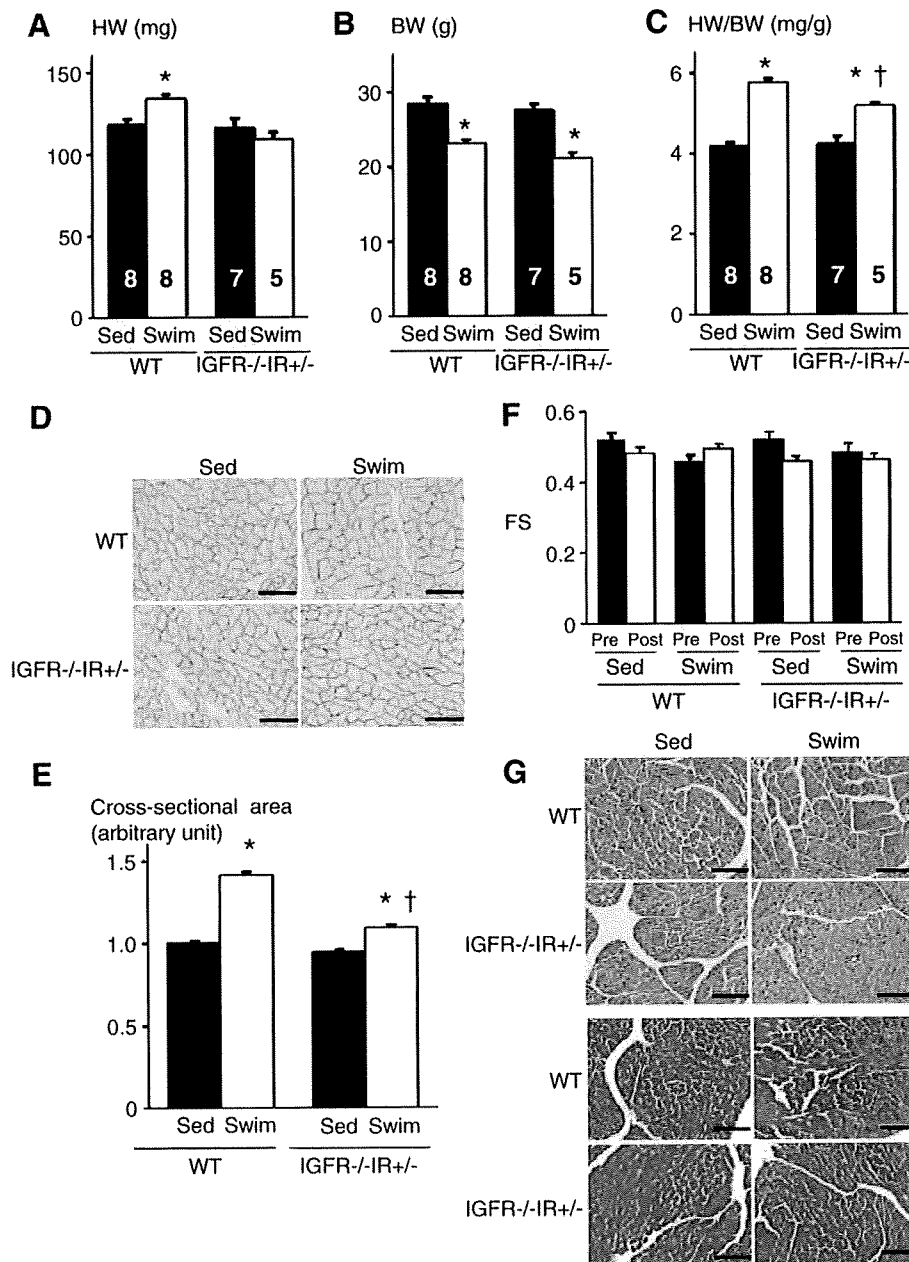 A HW (mg)
150
100
50
0
*
8 8 7 5
Sed Swim Sed Swim
WT IGFR-/-IR+/-
B BW (g)
30
20
10
0
* *
8 8 7 5
Sed Swim Sed Swim
WT IGFR-/-IR+/-
C HW/BW (mg/g)
6
4
2
0
* * †
8 8 7 5
Sed Swim Sed Swim
WT IGFR-/-IR+/-
D
Sed Swim
WT
IGFR-/-IR+/-
E
Cross-sectional area
(arbitrary unit)
1.5
1.0
0.5
0
* * †
Sed Swim Sed Swim
WT IGFR-/-IR+/-
F
0.6
0.4
FS
0.2
0
Pre Post Pre Post Pre Post Pre Post
Sed Swim Sed Swim
WT IGFR-/-IR+/-
G
Sed Swim
WT
IGFR-/-IR+/-
WT
IGFR-/-IR+/-